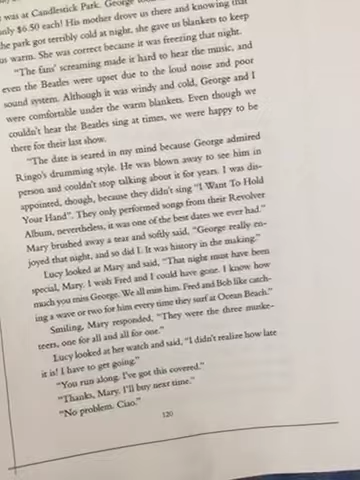 was at Candlestick Park. George
only $6.50 each! His mother drove us there and knowing that
the park got terribly cold at night, she gave us blankets to keep
us warm. She was correct because it was freezing that night.
"The fans' screaming made it hard to hear the music, and
even the Beatles were upset due to the loud noise and poor
sound system. Although it was windy and cold, George and I
were comfortable under the warm blankets. Even though we
couldn't hear the Beatles sing at times, we were happy to be
there for their last show.
"The date is seared in my mind because George admired
Ringo's drumming style. He was blown away to see him in
person and couldn't stop talking about it for years. I was dis-
appointed, though, because they didn't sing "I Want To Hold
Your Hand". They only performed songs from their Revolver
Album, nevertheless, it was one of the best dates we ever had."
Mary brushed away a tear and softly said, "George really en-
joyed that night, and so did I. It was history in the making."
Lucy looked at Mary and said, "That night must have been
special, Mary. I wish Fred and I could have gone. I know how
much you miss George. We all miss him. Fred and Bob like catch-
ing a wave or two for him every time they surf at Ocean Beach."
Smiling, Mary responded, "They were the three muske-
teers, one for all and all for one."
Lucy looked at her watch and said, "I didn't realize how late
it is! I have to get going."
"You run along, I've got this covered."
"Thanks, Mary. I'll buy next time."
"No problem. Ciao."
120